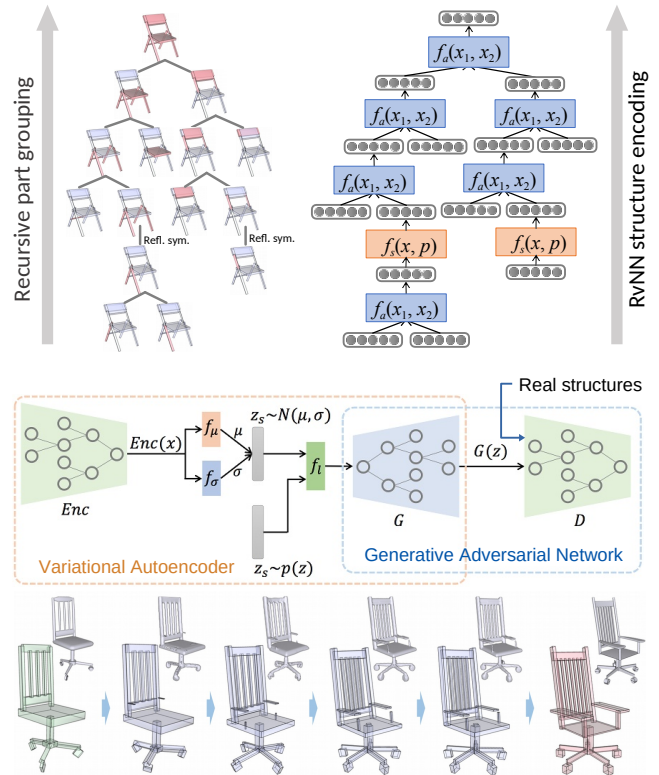 Recursive part grouping
Refl. sym.
Refl. sym.
f_a(x_1, x_2)
f_a(x_1, x_2)
f_a(x_1, x_2)
f_a(x_1, x_2)
f_a(x_1, x_2)
f_s(x, p)
f_s(x, p)
f_a(x_1, x_2)
RvNN structure encoding
Real structures
Enc(x)
f_μ
μ
z_s~N(μ, σ)
f_σ
σ
f_l
G(z)
Enc
G
D
Variational Autoencoder
z_s~p(z)
Generative Adversarial Network